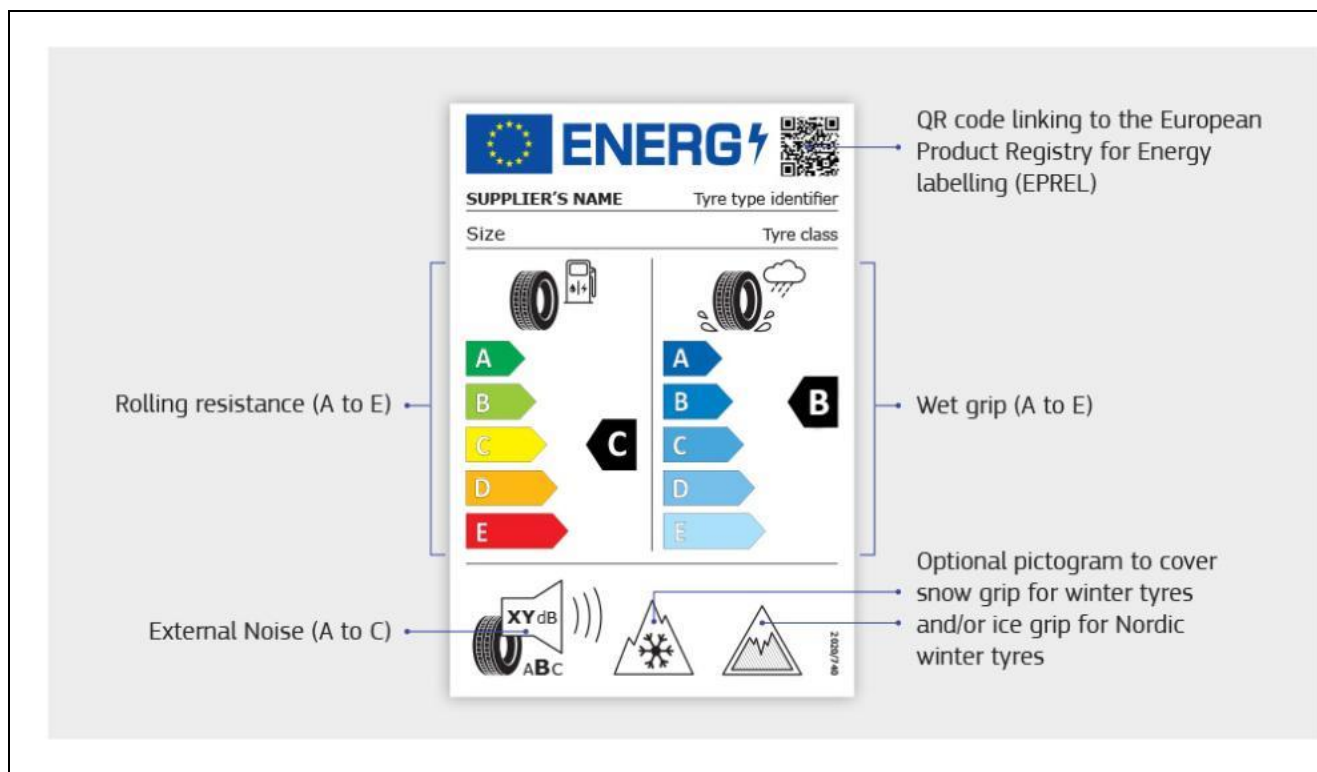 ENERG
QR code linking to the European
Product Registry for Energy
labelling (EPREL)
SUPPLIER'S NAME Tyre type identifier
Size Tyre class
Rolling resistance (A to E)
A
B
C
D
E
C
A
B
C
D
E
B
Wet grip (A to E)
External Noise (A to C)
XYdB
ABC
2020/740
Optional pictogram to cover
snow grip for winter tyres
and/or ice grip for Nordic
winter tyres